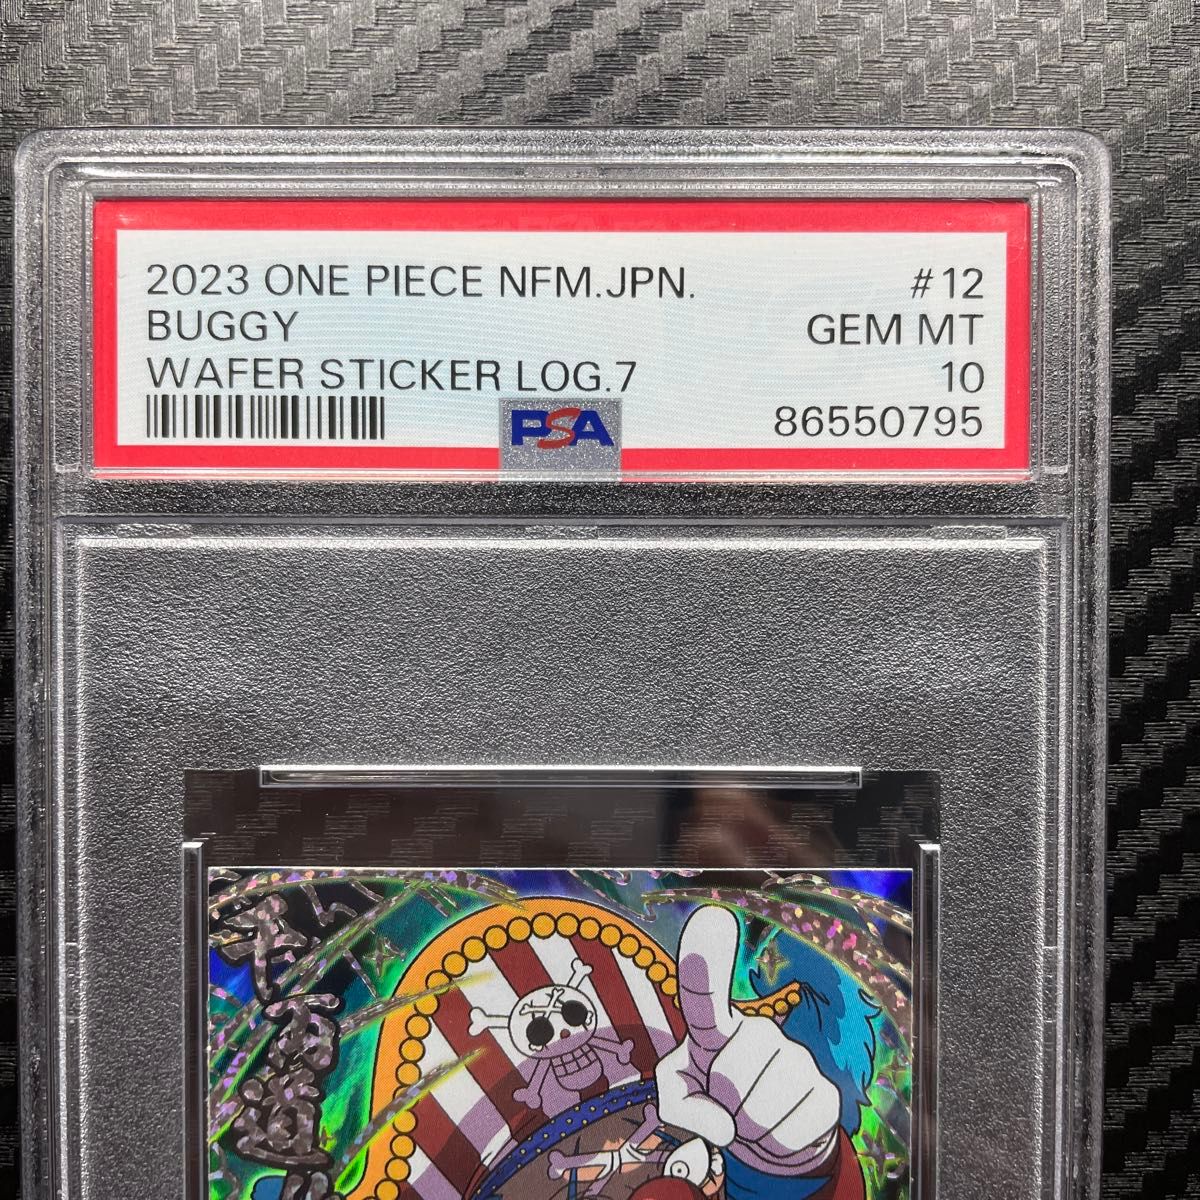 2023 ONE PIECE NFM.JPN. #12
BUGGY GEM MT
WAFER STICKER LOG.7 10
PSA 86550795